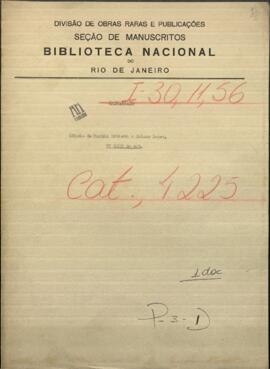 DIVISÃO DE OBRAS RARAS E PUBLICAÇÕES
SEÇÃO DE MANUSCRITOS
BIBLIOTECA NACIONAL
DO
RIO DE JANEIRO
I-30,11,56
Cat., 4225
1 doc
P-3-D